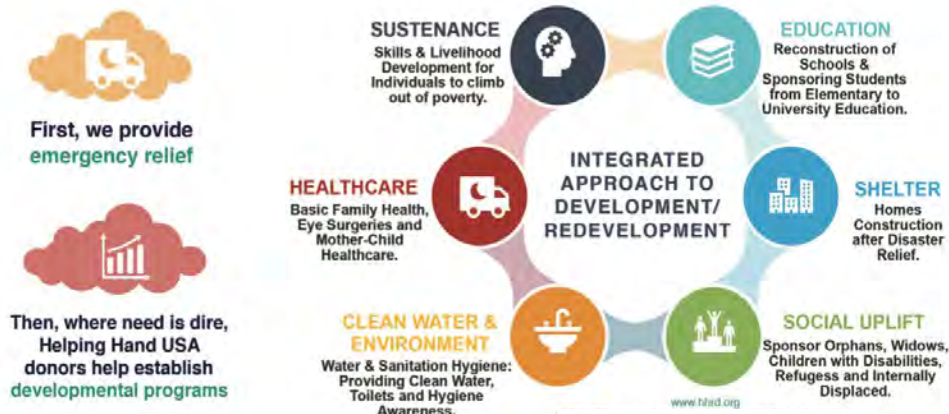 First, we provide
emergency relief
Then, where need is dire,
Helping Hand USA
donors help establish
developmental programs
SUSTENANCE
Skills & Livelihood
Development for
Individuals to climb
out of poverty.
EDUCATION
Reconstruction of
Schools &
Sponsoring Students
from Elementary to
University Education.
HEALTHCARE
Basic Family Health,
Eye Surgeries and
Mother-Child
Healthcare.
INTEGRATED
APPROACH TO
DEVELOPMENT/
REDEVELOPMENT
SHELTER
Homes
Construction
after Disaster
Relief.
CLEAN WATER &
ENVIRONMENT
Water & Sanitation Hygiene:
Providing Clean Water,
Toilets and Hygiene
Awareness.
SOCIAL UPLIFT
Sponsor Orphans, Widows,
Children with Disabilities,
Refugess and Internally
Displaced.
www.hhrd.org